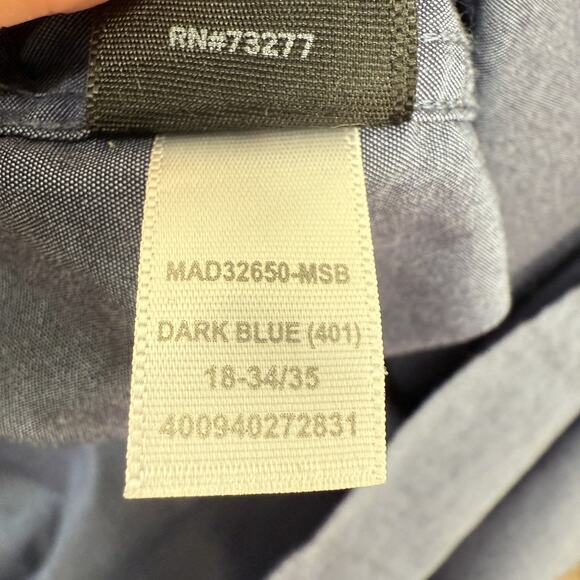 RN#73277
MAD32650-MSB
DARK BLUE (401)
18-34/35
400940272831